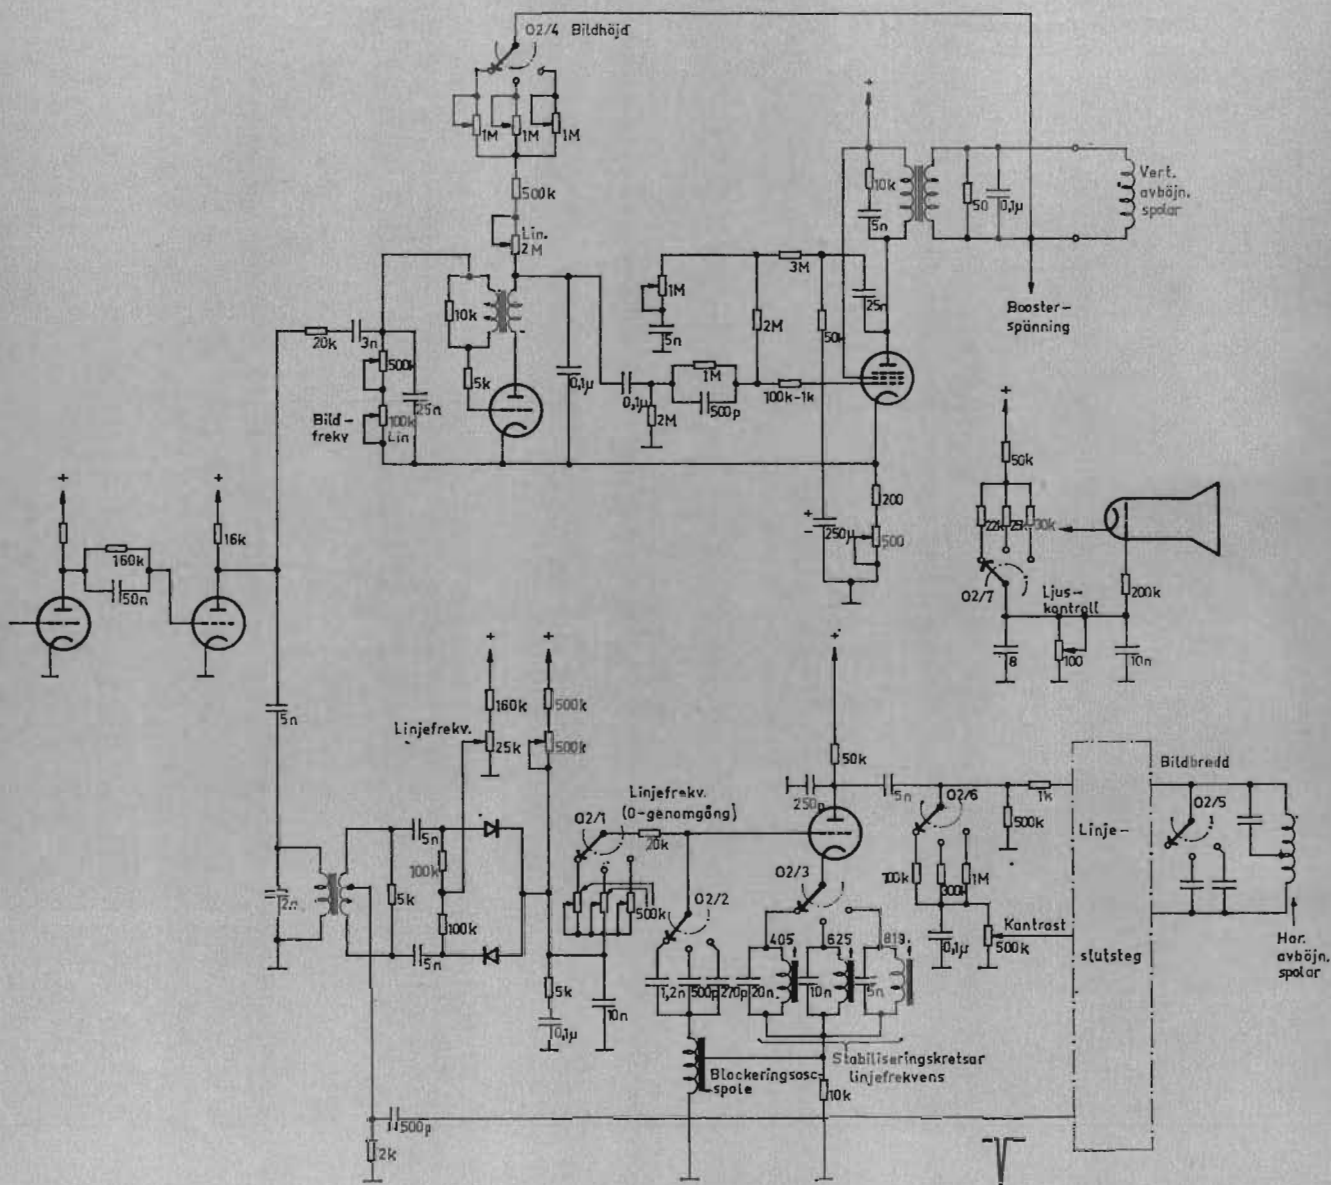 O2/4 Bildhöjd
1M
1M
1M
500k
Lin.
2M
+
10k
5n
50
0,1µ
Vert.
avböjn.
spolar
Booster-
spänning
20k
3n
500k
25n
Bild-
frekv
100k
Lin
10k
5k
0,1µ
0,1µ
2M
1M
500p
1M
5n
2M
3M
100k-1k
50k
25n
200
500
+
-
250µ
+
50k
22k
25k
30k
O2/7
Ljus-
kontroll
8
100
10n
200k
+
160k
50n
+
16k
5n
2n
Linjefrekv.
+
160k
25k
+
500k
500k
5n
100k
5k
100k
5n
5k
0,1µ
10n
500p
2k
Linjefrekv.
(0-genomgång)
O2/1
20k
500k
O2/2
1,2n
500p
270p
+
50k
250p
5n
O2/3
405
625
819
20n
10n
5n
Stabiliseringskretsar
linjefrekvens
Blockeringsosc
spole
10k
O2/6
100k
300k
1M
500k
1k
0,1µ
Kontrast
500k
Linje-
slutsteg
Bildbredd
O2/5
Hor.
avböjn.
spolar